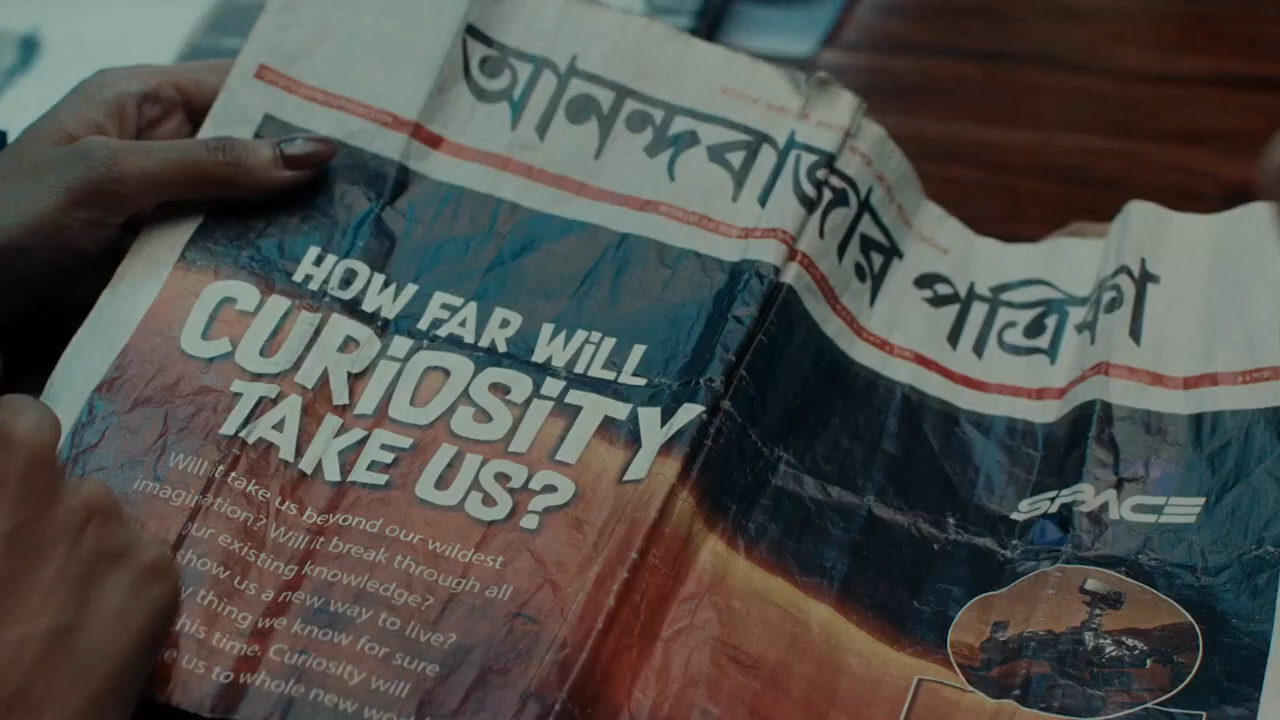 আনন্দবাজার পত্রিকা
HOW FAR WiLL
CURiOSiTY
TAKE US?
Will it take us beyond our wildest
imagination? Will it break through all
our existing knowledge?
show us a new way to live?
thing we know for sure
his time. Curiosity will
us to whole new
SPACE